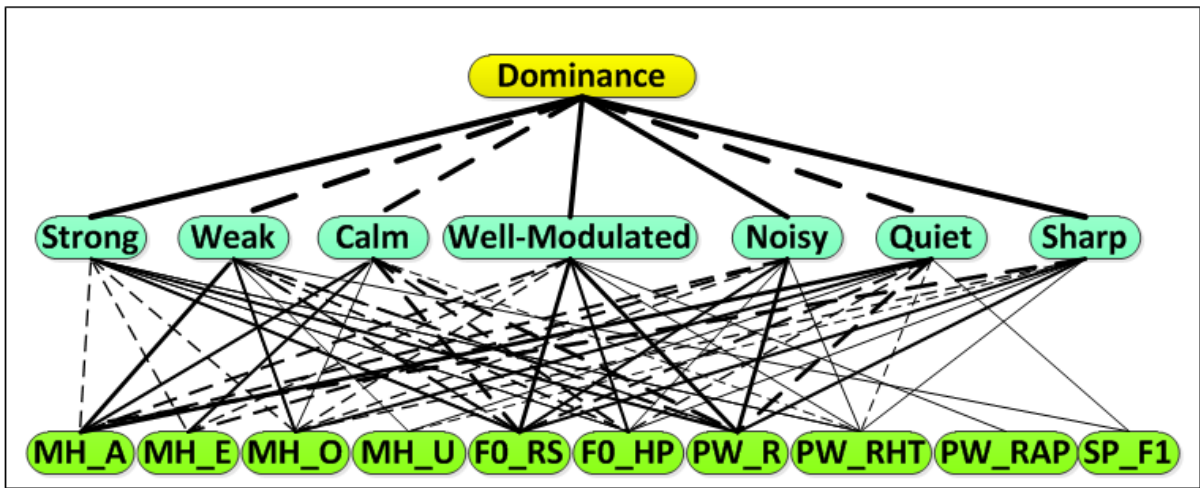 Dominance
Strong Weak Calm Well-Modulated Noisy Quiet Sharp
MH_A MH_E MH_O MH_U F0_RS F0_HP PW_R PW_RHT PW_RAP SP_F1